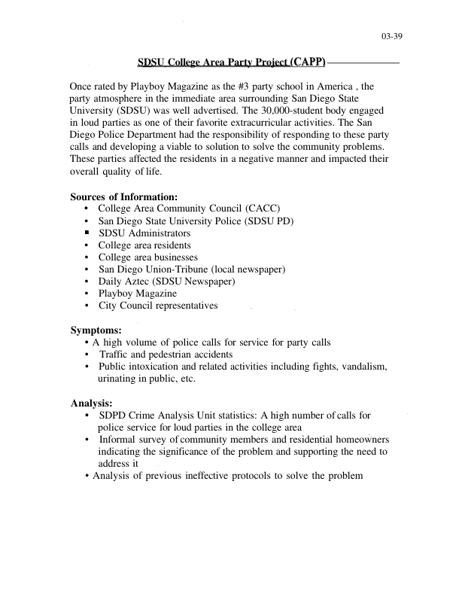 03-39
SDSU College Area Party Project (CAPP)
Once rated by Playboy Magazine as the #3 party school in America , the
party atmosphere in the immediate area surrounding San Diego State
University (SDSU) was well advertised. The 30,000-student body engaged
in loud parties as one of their favorite extracurricular activities. The San
Diego Police Department had the responsibility of responding to these party
calls and developing a viable to solution to solve the community problems.
These parties affected the residents in a negative manner and impacted their
overall quality of life.
Sources of Information:
• College Area Community Council (CACC)
• San Diego State University Police (SDSU PD)
▪ SDSU Administrators
• College area residents
• College area businesses
• San Diego Union-Tribune (local newspaper)
• Daily Aztec (SDSU Newspaper)
• Playboy Magazine
• City Council representatives
Symptoms:
• A high volume of police calls for service for party calls
• Traffic and pedestrian accidents
• Public intoxication and related activities including fights, vandalism,
urinating in public, etc.
Analysis:
• SDPD Crime Analysis Unit statistics: A high number of calls for
police service for loud parties in the college area
• Informal survey of community members and residential homeowners
indicating the significance of the problem and supporting the need to
address it
• Analysis of previous ineffective protocols to solve the problem